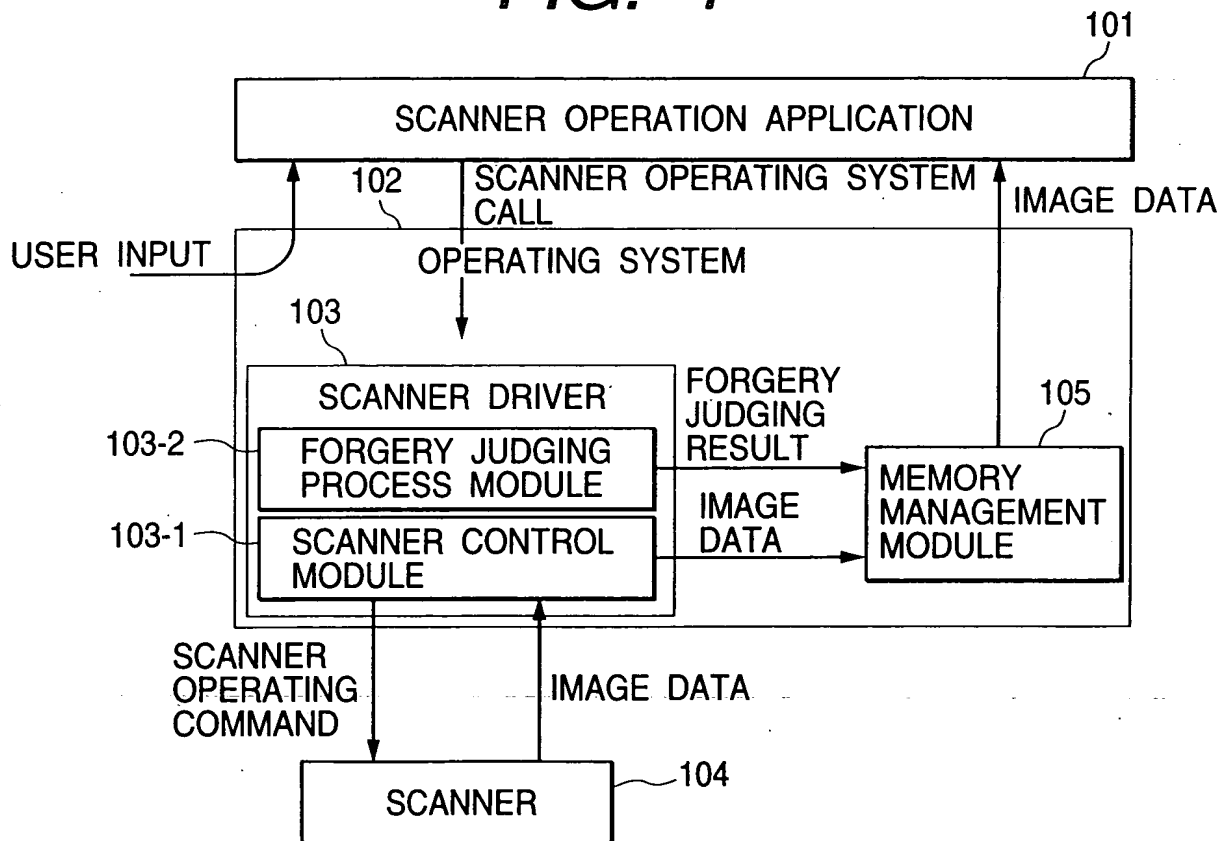 FIG. 1
101
SCANNER OPERATION APPLICATION
102
SCANNER OPERATING SYSTEM
CALL
IMAGE DATA
USER INPUT
OPERATING SYSTEM
103
SCANNER DRIVER
FORGERY
JUDGING
RESULT
105
103-2
FORGERY JUDGING
PROCESS MODULE
MEMORY
MANAGEMENT
MODULE
103-1
SCANNER CONTROL
MODULE
IMAGE
DATA
SCANNER
OPERATING
COMMAND
IMAGE DATA
104
SCANNER